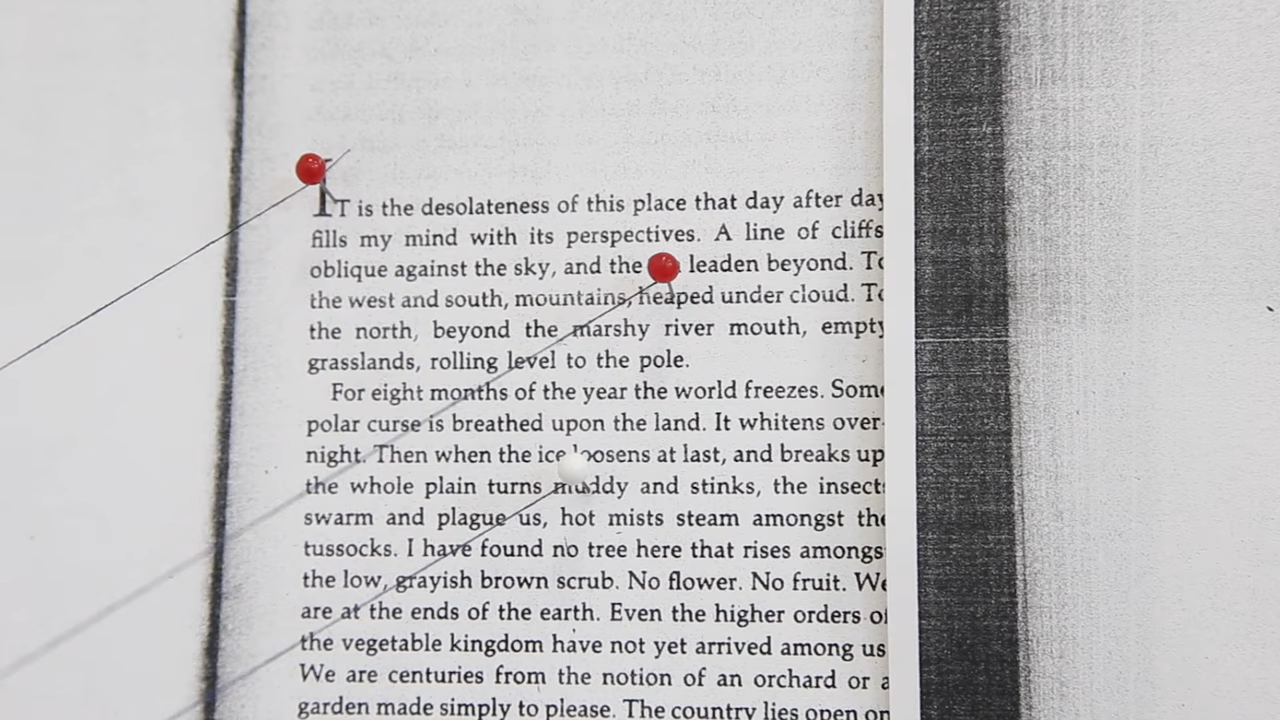 IT is the desolateness of this place that day after day
fills my mind with its perspectives. A line of cliffs
oblique against the sky, and the leaden beyond. To
the west and south, mountains, heaped under cloud. To
the north, beyond the marshy river mouth, empty
grasslands, rolling level to the pole.
For eight months of the year the world freezes. Some
polar curse is breathed upon the land. It whitens over-
night. Then when the ice loosens at last, and breaks up
the whole plain turns muddy and stinks, the insects
swarm and plague us, hot mists steam amongst the
tussocks. I have found no tree here that rises amongs
the low, grayish brown scrub. No flower. No fruit. We
are at the ends of the earth. Even the higher orders of
the vegetable kingdom have not yet arrived among us
We are centuries from the notion of an orchard or a
garden made simply to please. The country lies open on